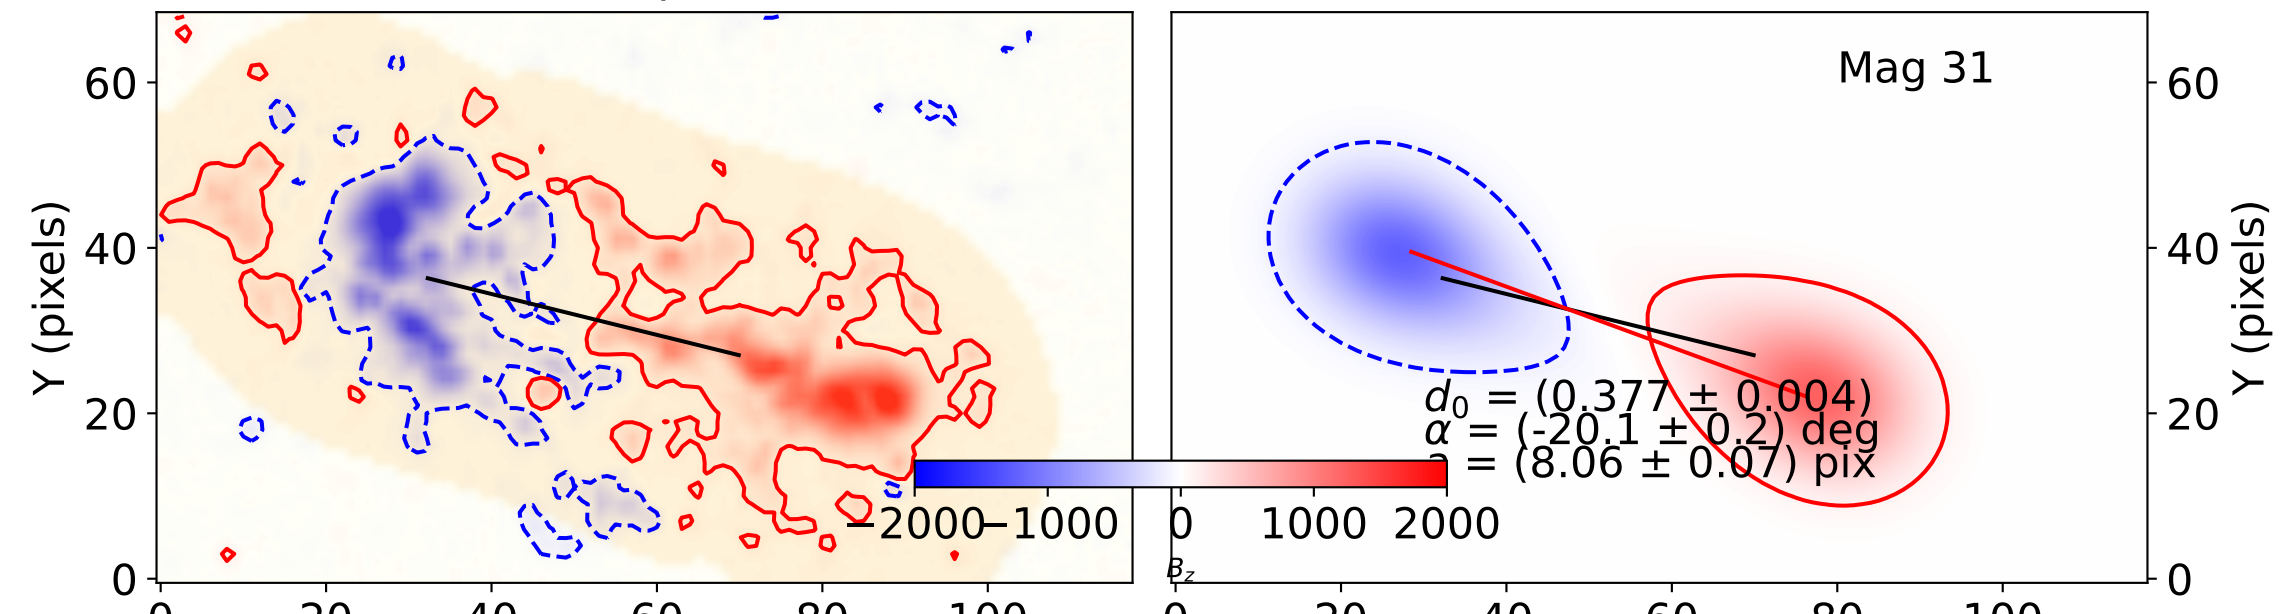 Y (pixels)
60
40
20
0
0 20 40 60 80 100
Mag 31
d0 = (0.377 ± 0.004)
α = (-20.1 ± 0.2) deg
= (8.06 ± 0.07) pix
−2000 −1000 0 1000 2000
Bz
60
40
20
0
Y (pixels)
0 20 40 60 80 100